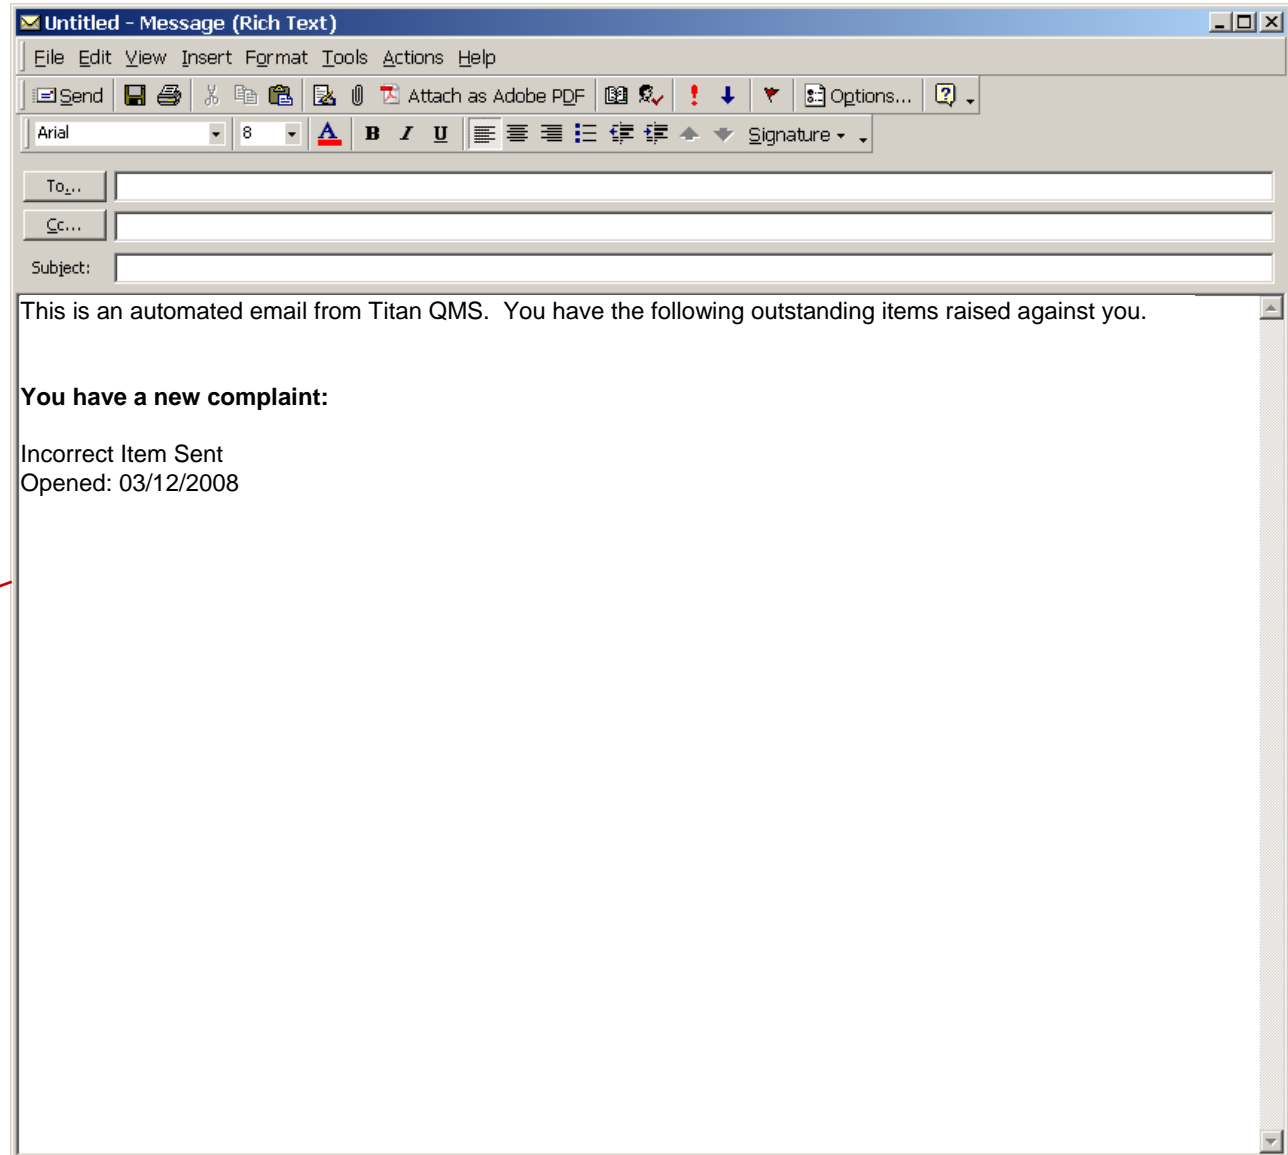 Untitled - Message (Rich Text)
File Edit View Insert Format Tools Actions Help
Send Attach as Adobe PDF Options...
Arial 8 A B I U Signature
To...
Cc...
Subject:
This is an automated email from Titan QMS.  You have the following outstanding items raised against you.
You have a new complaint:
Incorrect Item Sent
Opened: 03/12/2008